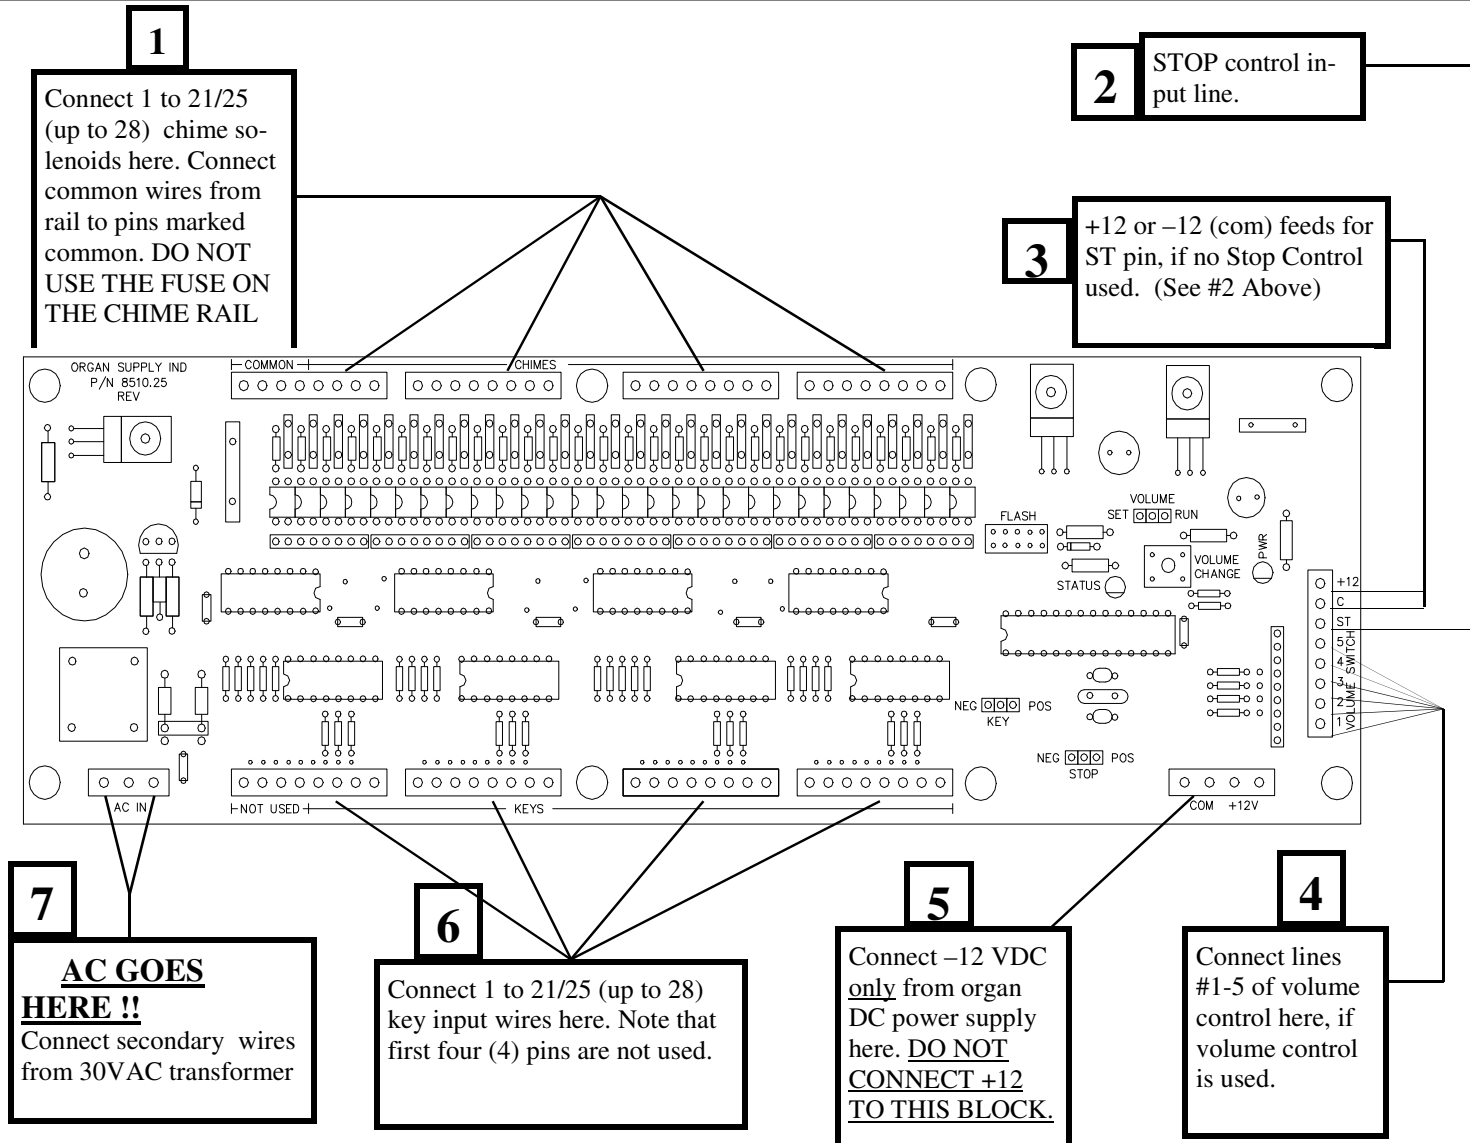 1
Connect 1 to 21/25
(up to 28) chime so-
lenoids here. Connect
common wires from
rail to pins marked
common. DO NOT
USE THE FUSE ON
THE CHIME RAIL
2
STOP control in-
put line.
3
+12 or –12 (com) feeds for
ST pin, if no Stop Control
used. (See #2 Above)
ORGAN SUPPLY IND
P/N 8510.25
REV
COMMON
CHIMES
VOLUME
SET
RUN
FLASH
STATUS
VOLUME
CHANGE
PWR
+12
C
ST
5
4
3
2
1
VOLUME SWITCH
NEG
POS
KEY
NEG
POS
STOP
AC IN
NOT USED
KEYS
COM +12V
7
AC GOES
HERE !!
Connect secondary wires
from 30VAC transformer
6
Connect 1 to 21/25 (up to 28)
key input wires here. Note that
first four (4) pins are not used.
5
Connect –12 VDC
only from organ
DC power supply
here. DO NOT
CONNECT +12
TO THIS BLOCK.
4
Connect lines
#1-5 of volume
control here, if
volume control
is used.